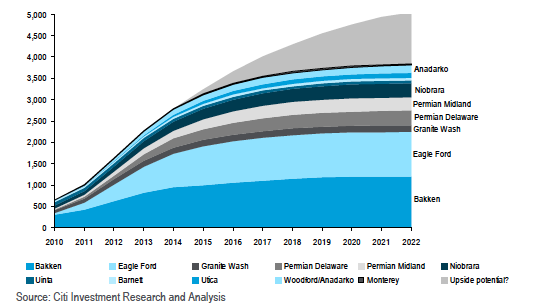 5,000
4,500
4,000
3,500
3,000
2,500
2,000
1,500
1,000
500
0
2010 2011 2012 2013 2014 2015 2016 2017 2018 2019 2020 2021 2022
Anadarko
Niobrara
Permian Midland
Permian Delaware
Granite Wash
Eagle Ford
Bakken
Bakken Eagle Ford Granite Wash Permian Delaware Permian Midland Niobrara
Uinta Barnett Utica Woodford/Anadarko Monterey Upside potential?
Source: Citi Investment Research and Analysis